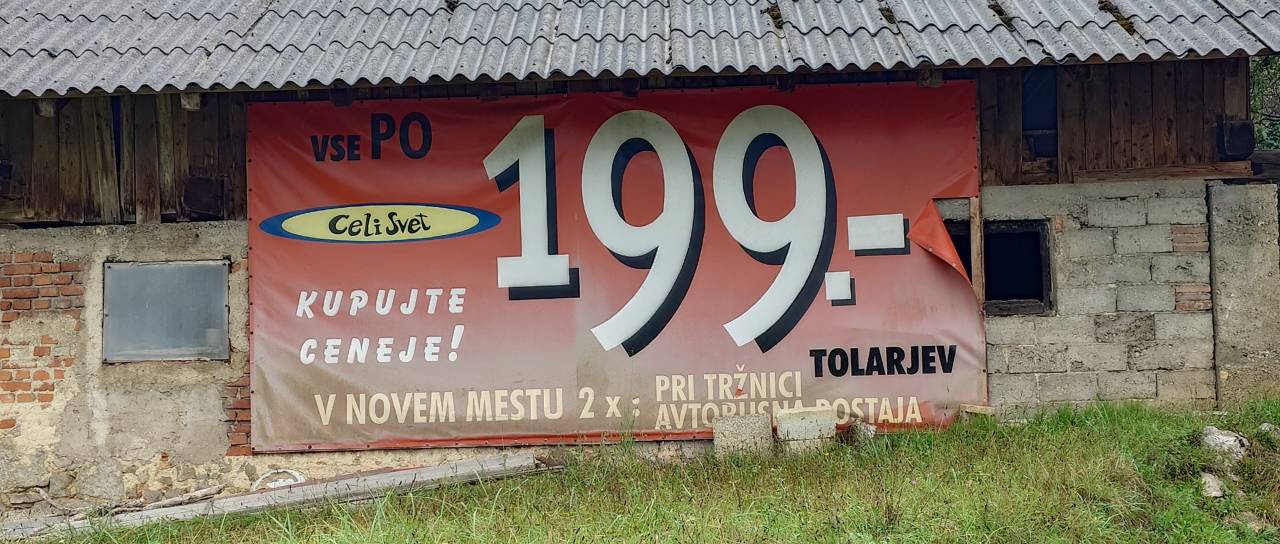 VSE PO
199.-
Celi Svet
KUPUJTE
CENEJE!
TOLARJEV
V NOVEM MESTU 2 x :
PRI TRŽNICI
AVTOBUSNA POSTAJA